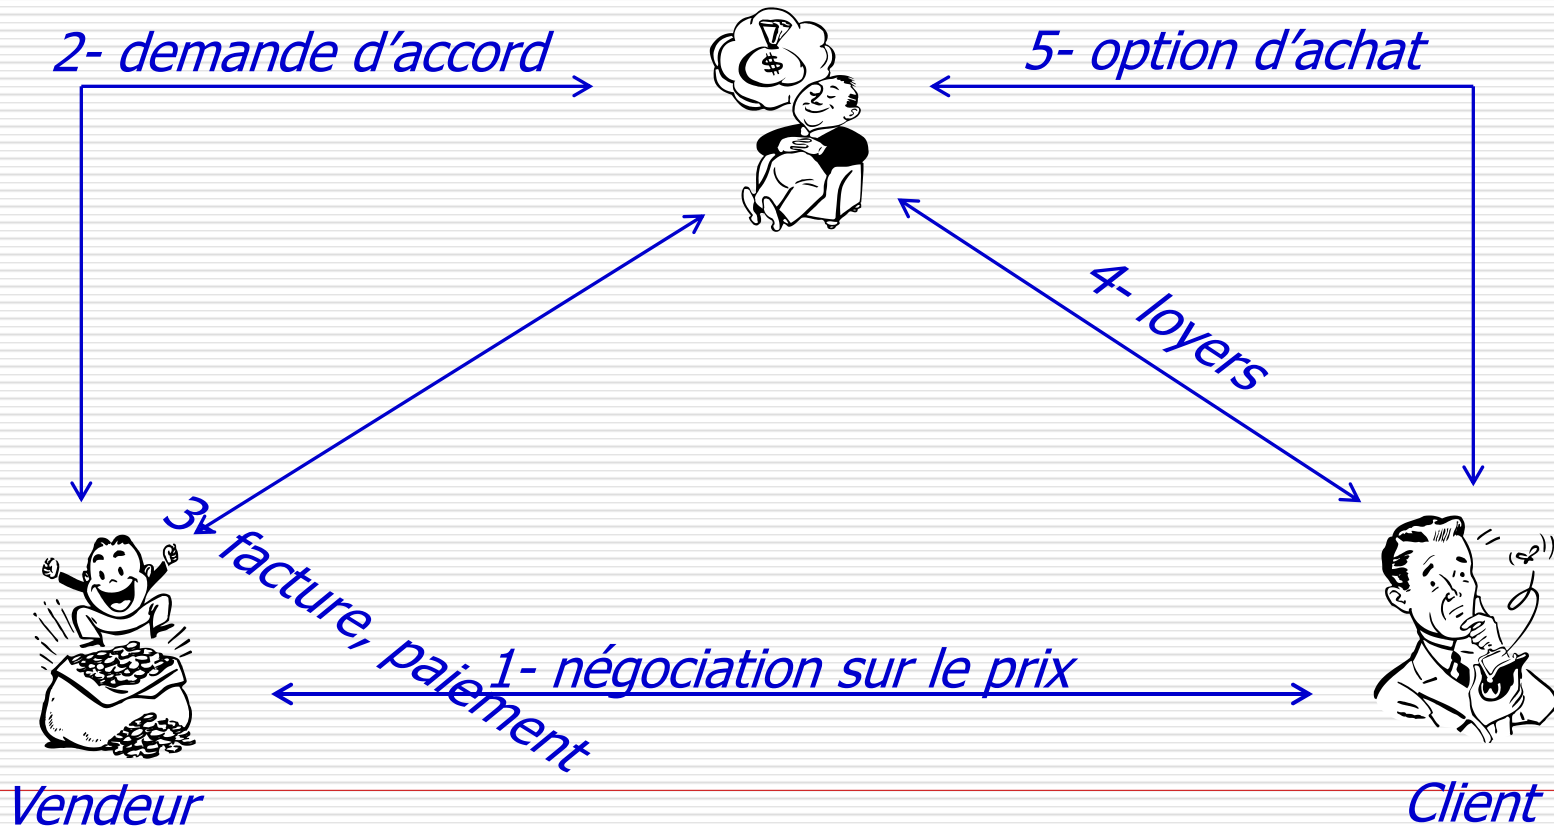 2- demande d’accord
5- option d’achat
$
4- loyers
3- facture, paiement
1- négociation sur le prix
Vendeur
Client